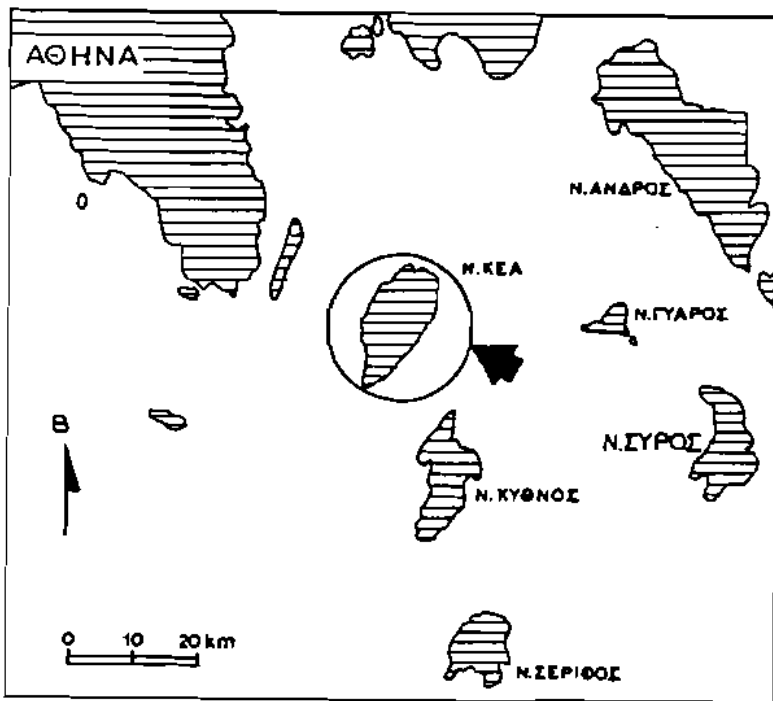 ΑΘΗΝΑ
Ν.ΑΝΔΡΟΣ
Ν.ΚΕΑ
Ν.ΓΥΑΡΟΣ
Β
Ν.ΣΥΡΟΣ
Ν.ΚΥΘΝΟΣ
0 10 20 km
Ν.ΣΕΡΙΦΟΣ